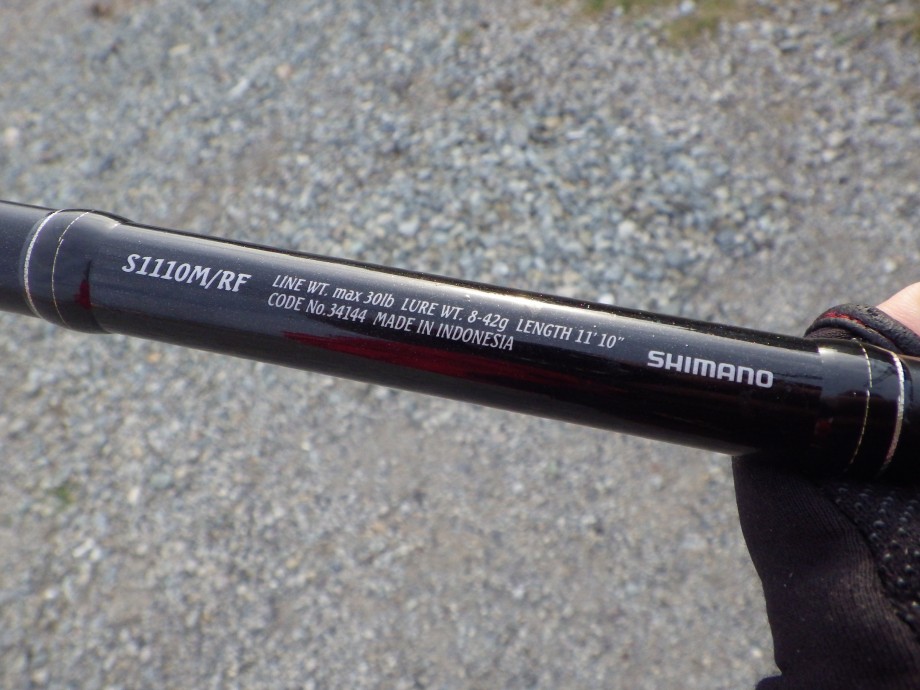 S1110M/RF
LINE WT. max 30lb LURE WT. 8-42g LENGTH 11'10"
CODE No.34144 MADE IN INDONESIA
SHIMANO